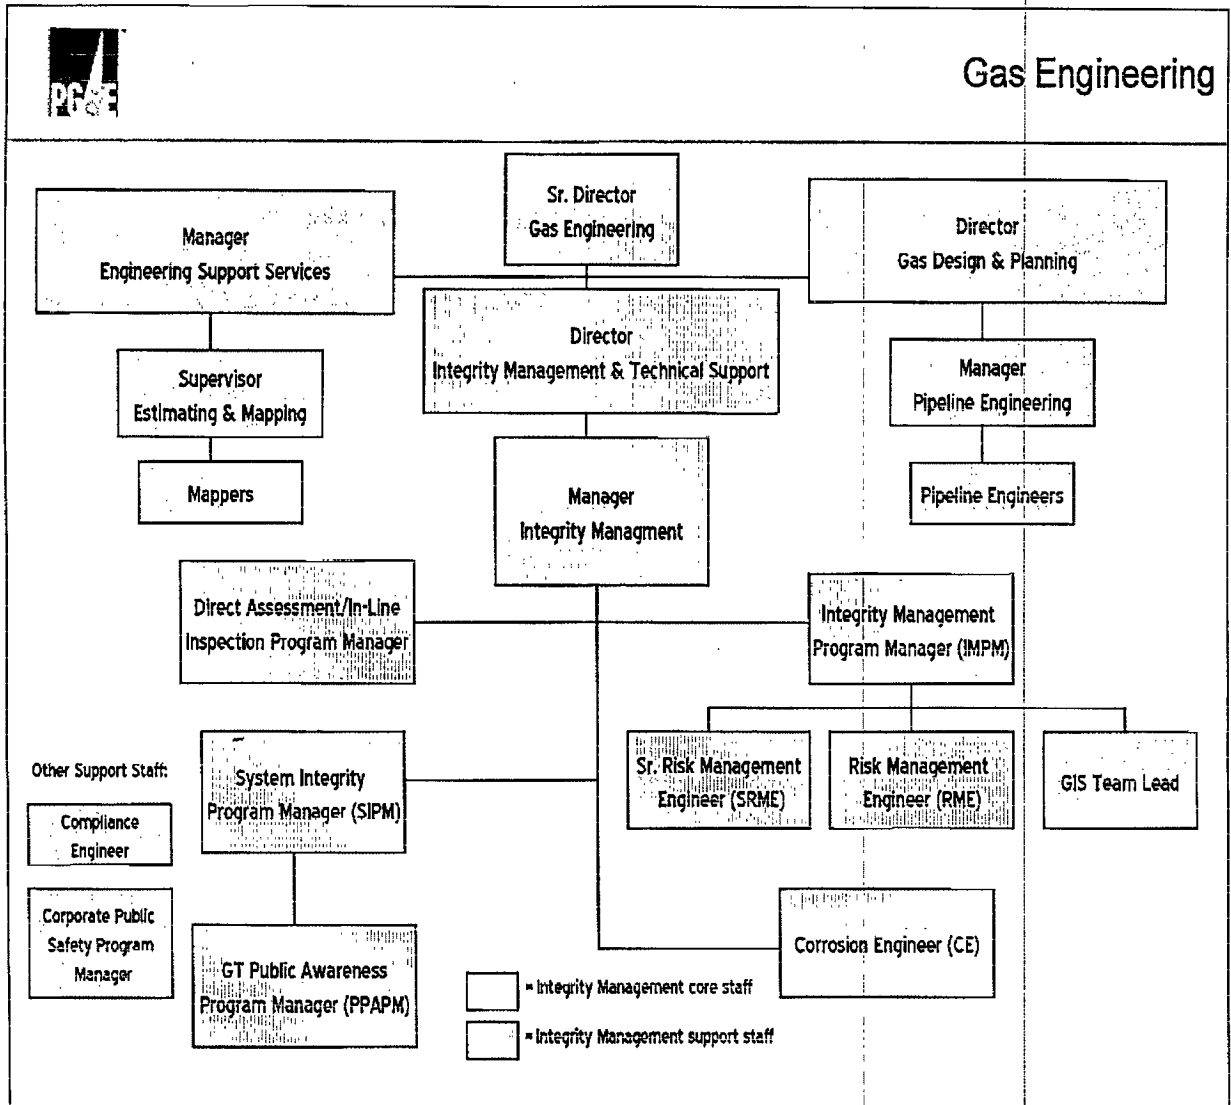 PG&E
Gas Engineering
Sr. Director
Gas Engineering
Manager
Engineering Support Services
Director
Gas Design & Planning
Director
Integrity Management & Technical Support
Supervisor
Estimating & Mapping
Manager
Pipeline Engineering
Mappers
Manager
Integrity Managment
Pipeline Engineers
Direct Assessment/In-Line
Inspection Program Manager
Integrity Management
Program Manager (IMPM)
System Integrity
Program Manager (SIPM)
Sr. Risk Management
Engineer (SRME)
Risk Management
Engineer (RME)
GIS Team Lead
Other Support Staff:
Compliance
Engineer
Corporate Public
Safety Program
Manager
GT Public Awareness
Program Manager (PPAPM)
Corrosion Engineer (CE)
= Integrity Management core staff
= Integrity Management support staff